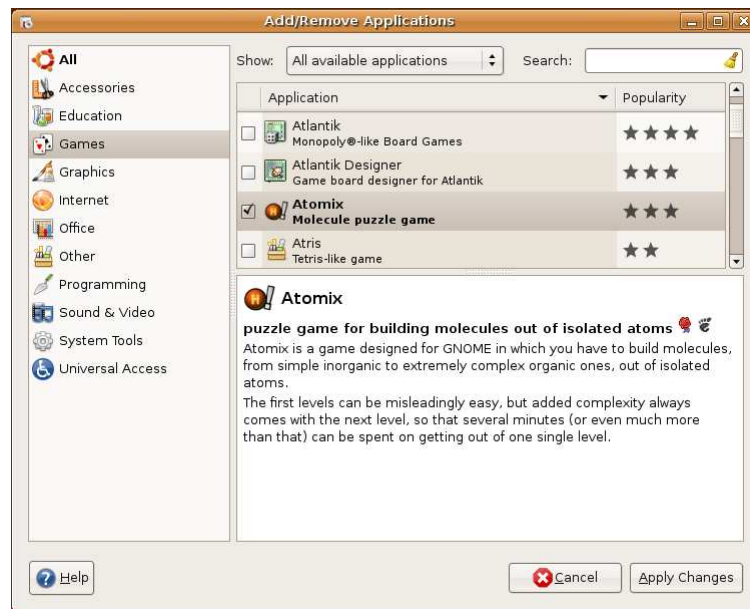 Add/Remove Applications
All
Accessories
Education
Games
Graphics
Internet
Office
Other
Programming
Sound & Video
System Tools
Universal Access
Show: All available applications Search:
Application Popularity
Atlantik
Monopoly®-like Board Games
Atlantik Designer
Game board designer for Atlantik
Atomix
Molecule puzzle game
Atris
Tetris-like game
Atomix
puzzle game for building molecules out of isolated atoms
Atomix is a game designed for GNOME in which you have to build molecules,
from simple inorganic to extremely complex organic ones, out of isolated
atoms.
The first levels can be misleadingly easy, but added complexity always
comes with the next level, so that several minutes (or even much more
than that) can be spent on getting out of one single level.
Help
Cancel
Apply Changes